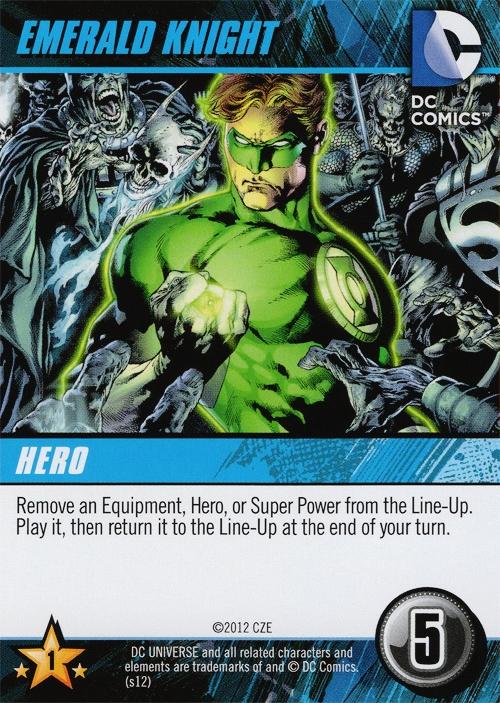 EMERALD KNIGHT
DC
COMICS™
HERO
Remove an Equipment, Hero, or Super Power from the Line-Up.
Play it, then return it to the Line-Up at the end of your turn.
©2012 CZE
1
DC UNIVERSE and all related characters and
elements are trademarks of and © DC Comics.
(s12)
5